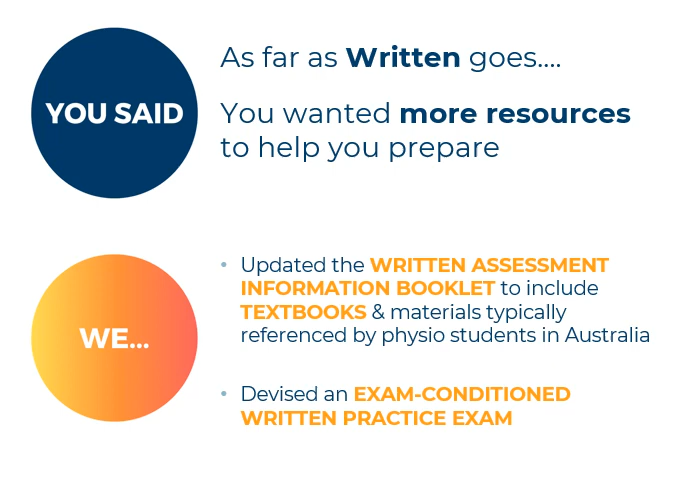 YOU SAID
As far as Written goes....
You wanted more resources
to help you prepare
WE...
• Updated the WRITTEN ASSESSMENT
INFORMATION BOOKLET to include
TEXTBOOKS & materials typically
referenced by physio students in Australia
• Devised an EXAM-CONDITIONED
WRITTEN PRACTICE EXAM